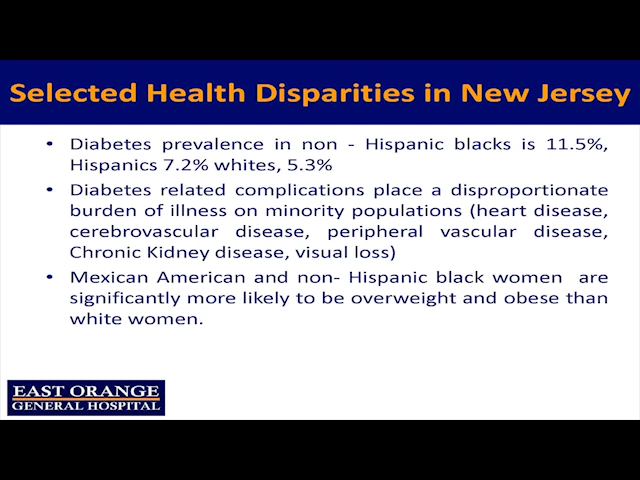 Selected Health Disparities in New Jersey
• Diabetes prevalence in non - Hispanic blacks is 11.5%,
Hispanics 7.2% whites, 5.3%
• Diabetes related complications place a disproportionate
burden of illness on minority populations (heart disease,
cerebrovascular disease, peripheral vascular disease,
Chronic Kidney disease, visual loss)
• Mexican American and non- Hispanic black women are
significantly more likely to be overweight and obese than
white women.
EAST ORANGE
GENERAL HOSPITAL